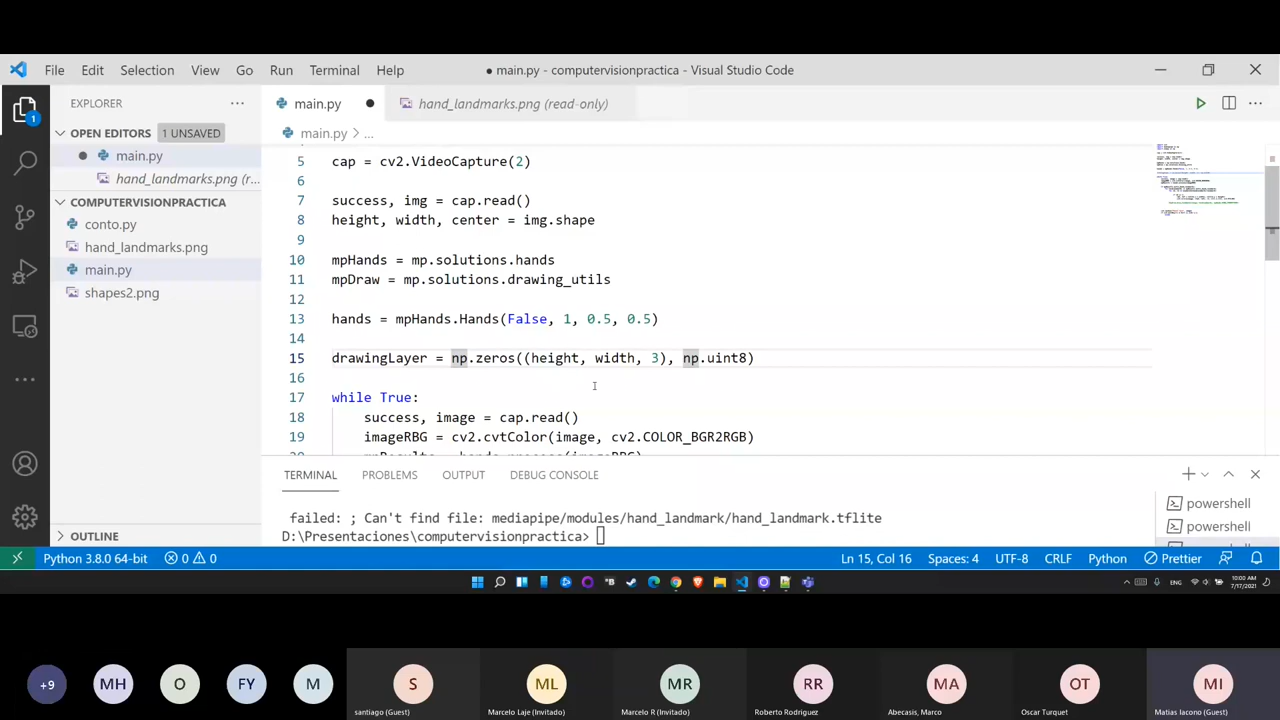 File Edit Selection View Go Run Terminal Help
● main.py - computervisionpractica - Visual Studio Code
EXPLORER
main.py
hand_landmarks.png (read-only)
OPEN EDITORS 1 UNSAVED
main.py > ...
main.py
hand_landmarks.png (r...
COMPUTERVISIONPRACTICA
conto.py
hand_landmarks.png
main.py
shapes2.png
OUTLINE
5 cap = cv2.VideoCapture(2)
6
7 success, img = cap.read()
8 height, width, center = img.shape
9
10 mpHands = mp.solutions.hands
11 mpDraw = mp.solutions.drawing_utils
12
13 hands = mpHands.Hands(False, 1, 0.5, 0.5)
14
15 drawingLayer = np.zeros((height, width, 3), np.uint8)
16
17 while True:
18 success, image = cap.read()
19 imageRBG = cv2.cvtColor(image, cv2.COLOR_BGR2RGB)
TERMINAL PROBLEMS OUTPUT DEBUG CONSOLE
failed: ; Can't find file: mediapipe/modules/hand_landmark/hand_landmark.tflite
D:\Presentaciones\computervisionpractica>
powershell
powershell
1
Python 3.8.0 64-bit 0 0 Ln 15, Col 16 Spaces: 4 UTF-8 CRLF Python Prettier
ENG
10:00 AM
7/17/2021
+9 MH O FY M S ML MR RR MA OT MI
santiago (Guest) Marcelo Laje (Invitado) Marcelo R (Invitado) Roberto Rodriguez Abecasis, Marco Oscar Turquet Matias Iacono (Guest)